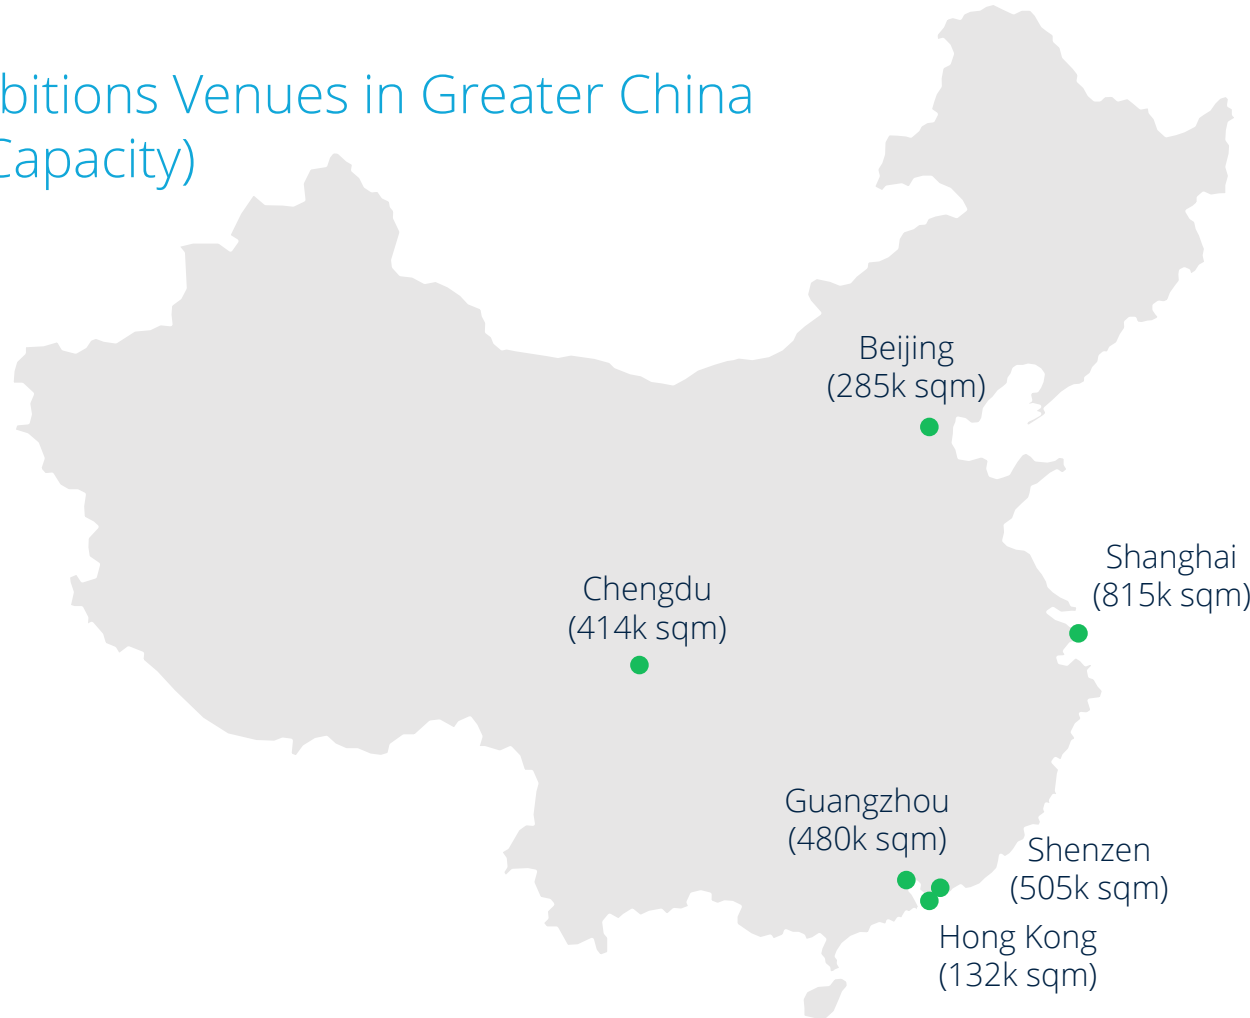 bitions Venues in Greater China
Capacity)
Beijing
(285k sqm)
Shanghai
(815k sqm)
Chengdu
(414k sqm)
Guangzhou
(480k sqm)
Shenzen
(505k sqm)
Hong Kong
(132k sqm)